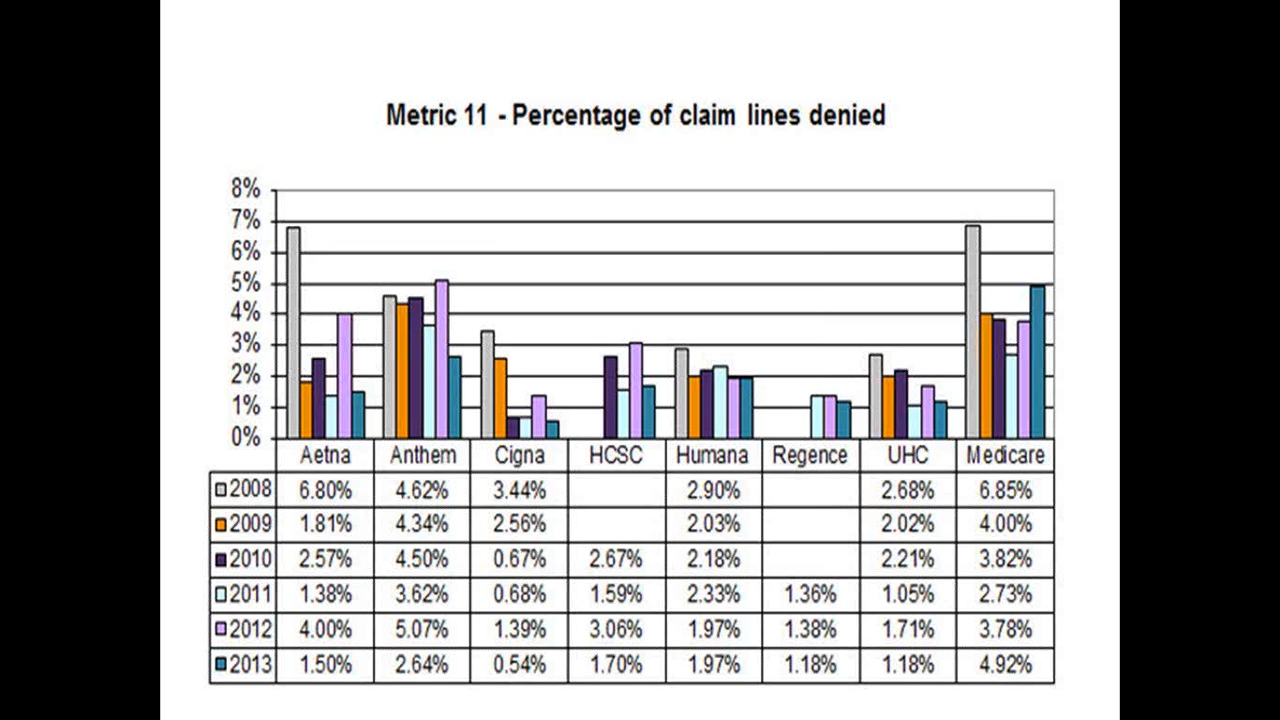 Metric 11 - Percentage of claim lines denied
8%
7%
6%
5%
4%
3%
2%
1%
0%
Aetna Anthem Cigna HCSC Humana Regence UHC Medicare
2008 6.80% 4.62% 3.44% 2.90% 2.68% 6.85%
2009 1.81% 4.34% 2.56% 2.03% 2.02% 4.00%
2010 2.57% 4.50% 0.67% 2.67% 2.18% 2.21% 3.82%
2011 1.38% 3.62% 0.68% 1.59% 2.33% 1.36% 1.05% 2.73%
2012 4.00% 5.07% 1.39% 3.06% 1.97% 1.38% 1.71% 3.78%
2013 1.50% 2.64% 0.54% 1.70% 1.97% 1.18% 1.18% 4.92%